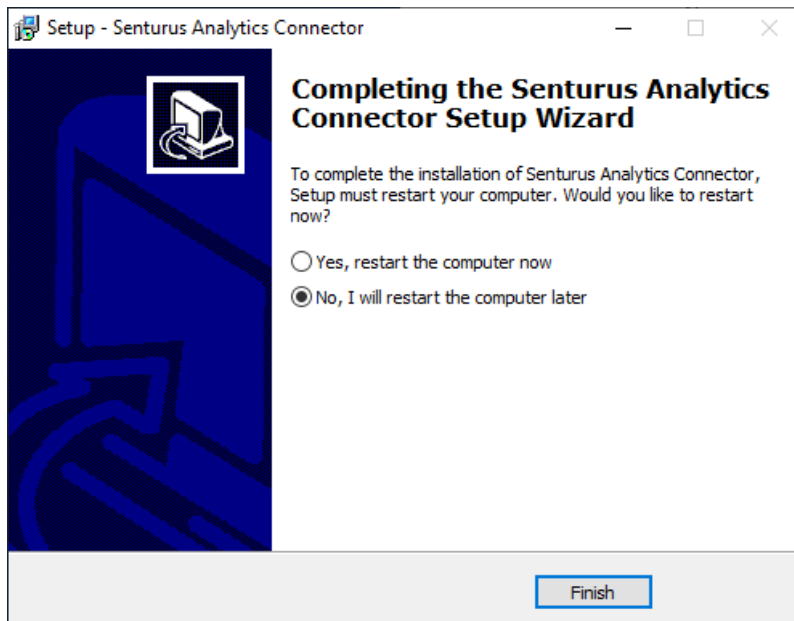 Setup - Senturus Analytics Connector
Completing the Senturus Analytics
Connector Setup Wizard
To complete the installation of Senturus Analytics Connector,
Setup must restart your computer. Would you like to restart
now?
Yes, restart the computer now
No, I will restart the computer later
Finish